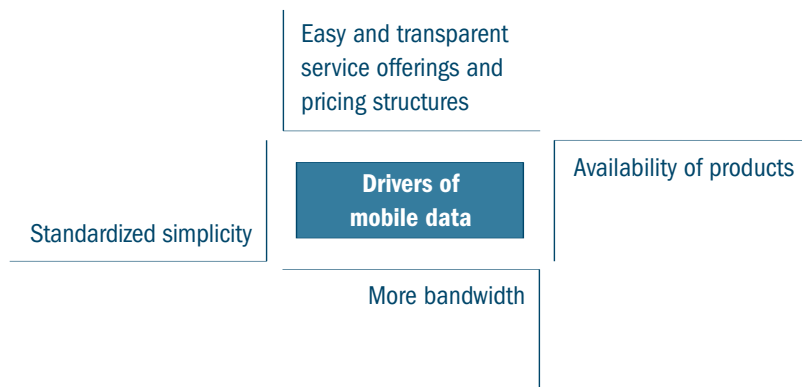 Easy and transparent
service offerings and
pricing structures
Availability of products
Drivers of
mobile data
Standardized simplicity
More bandwidth